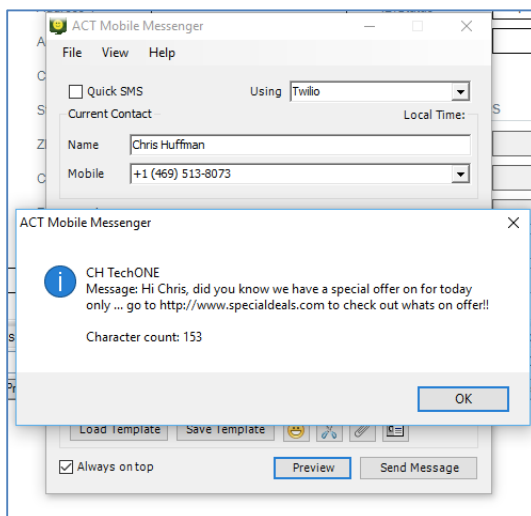 ACT Mobile Messenger
File View Help
Quick SMS Using Twilio
Current Contact Local Time:
Name Chris Huffman
Mobile +1 (469) 513-8073
ACT Mobile Messenger
CH TechONE
Message: Hi Chris, did you know we have a special offer on for today
only ... go to http://www.specialdeals.com to check out whats on offer!!
Character count: 153
OK
Load Template Save Template
Always on top Preview Send Message